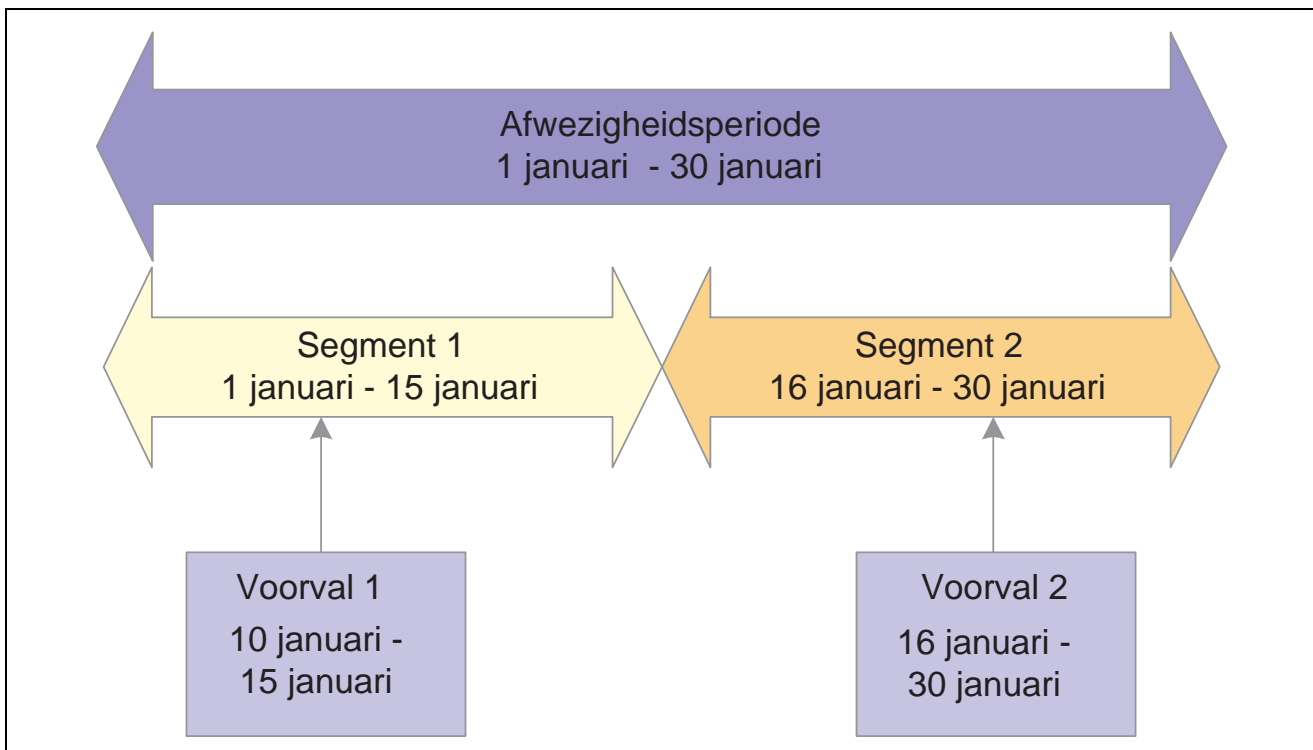 Afwezigheidsperiode
1 januari - 30 januari
Segment 1
1 januari - 15 januari
Segment 2
16 januari - 30 januari
Voorval 1
10 januari -
15 januari
Voorval 2
16 januari -
30 januari